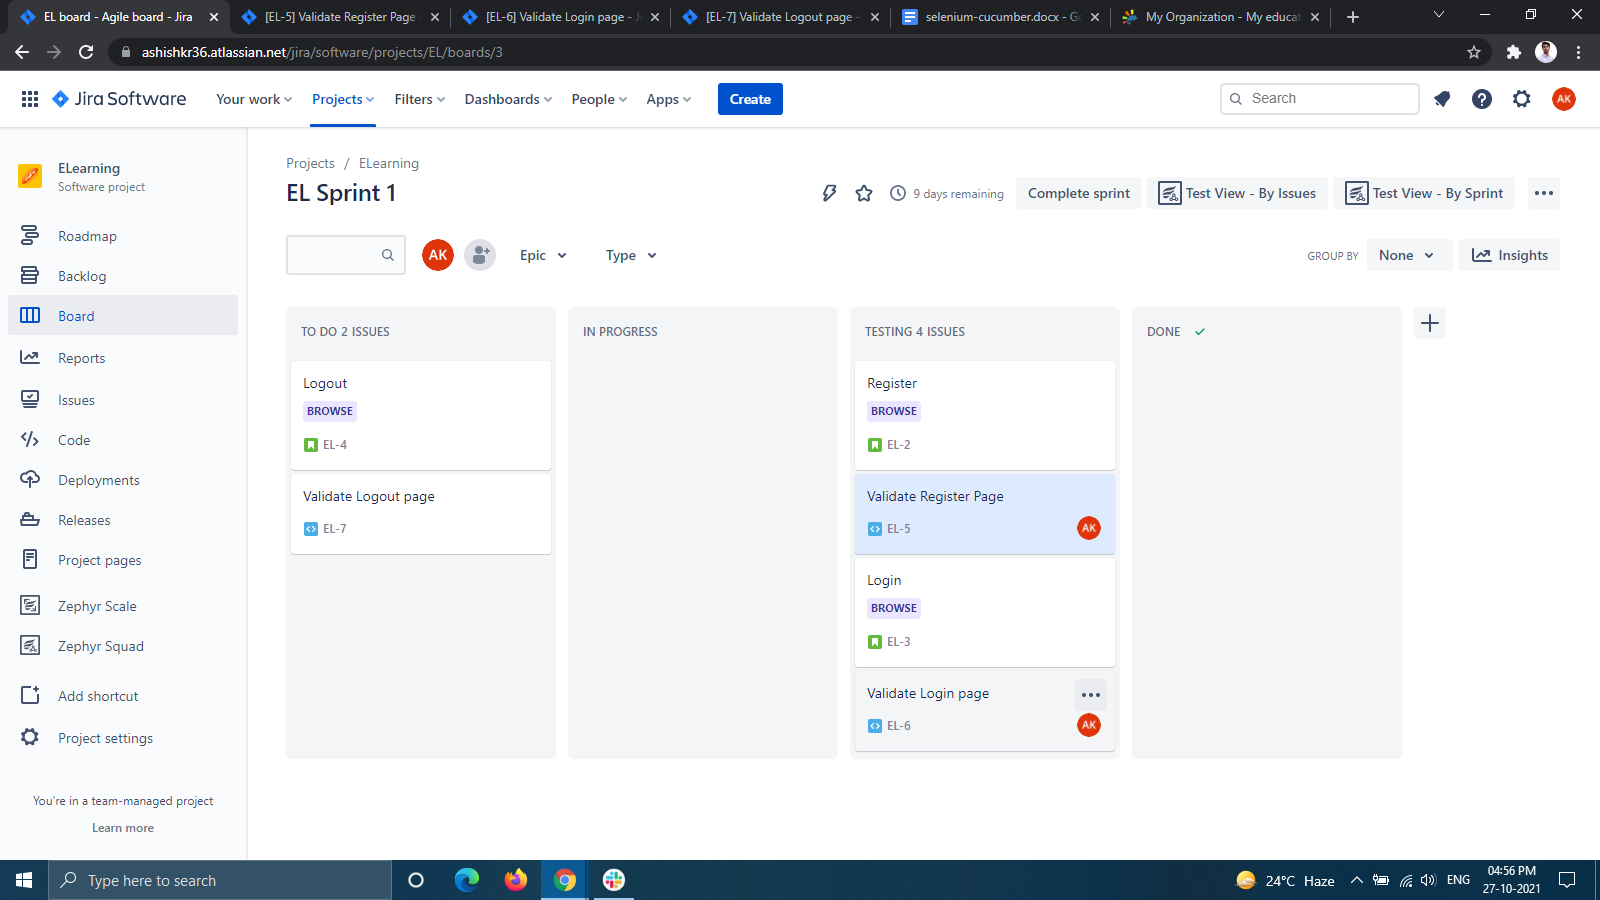 EL board - Agile board - Jira
[EL-5] Validate Register Page
[EL-6] Validate Login page - Ji
[EL-7] Validate Logout page -
selenium-cucumber.docx - Go
My Organization - My educat
ashishkr36.atlassian.net/jira/software/projects/EL/boards/3
Jira Software
Your work
Projects
Filters
Dashboards
People
Apps
Create
Search
AK
ELearning
Software project
Roadmap
Backlog
Board
Reports
Issues
Code
Deployments
Releases
Project pages
Zephyr Scale
Zephyr Squad
Add shortcut
Project settings
You're in a team-managed project
Learn more
Projects / ELearning
EL Sprint 1
9 days remaining
Complete sprint
Test View - By Issues
Test View - By Sprint
AK
Epic
Type
GROUP BY
None
Insights
TO DO 2 ISSUES
Logout
BROWSE
EL-4
Validate Logout page
EL-7
IN PROGRESS
TESTING 4 ISSUES
Register
BROWSE
EL-2
Validate Register Page
EL-5
AK
Login
BROWSE
EL-3
Validate Login page
EL-6
AK
DONE
Type here to search
24°C Haze
ENG
04:56 PM
27-10-2021